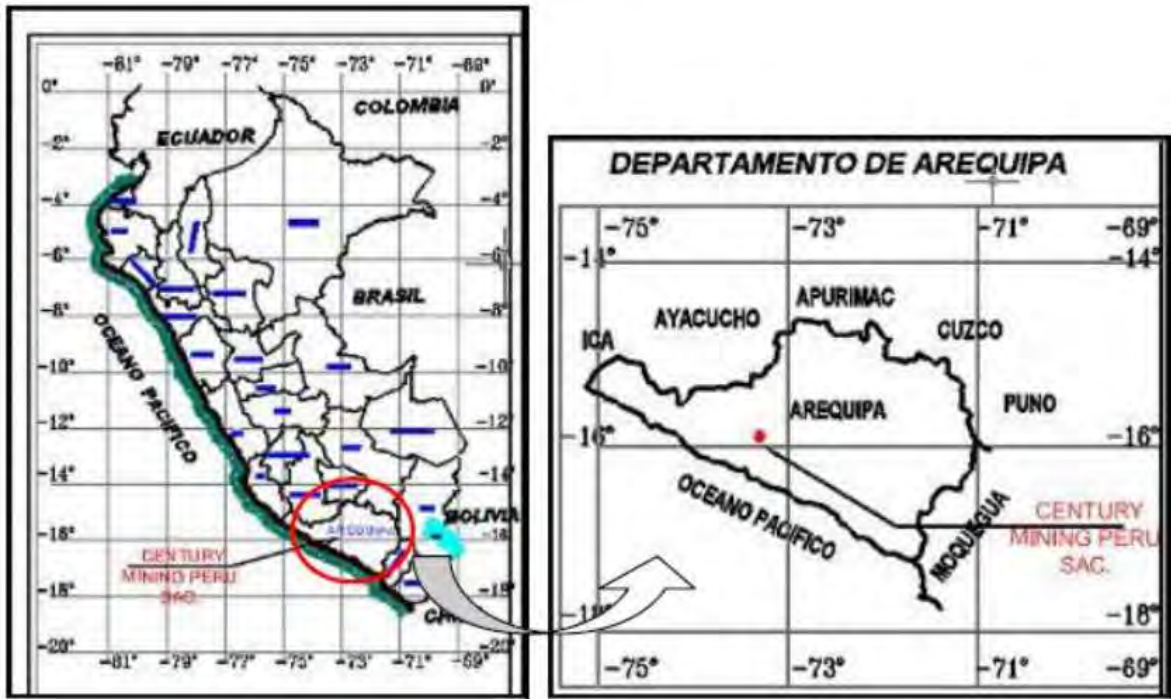 -81° -79° -77° -75° -73° -71° -69°
0° 0°
COLOMBIA
ECUADOR
-2° -2°
-4° -4°
-6° -6°
BRASIL
-8° -8°
OCEANO PACIFICO
-10° -10°
-12° -12°
-14° -14°
BOLIVIA
AREQUIPA
-16° -16°
CENTURY
MINING PERU
SAC.
-18° -18°
-20° -20°
-81° -79° -77° -75° -73° -71° -69°
DEPARTAMENTO DE AREQUIPA
-75° -73° -71° -69°
-14° -14°
APURIMAC
AYACUCHO
CUZCO
ICA
PUNO
AREQUIPA
-16° -16°
OCEANO PACIFICO
MOQUEGUA
CENTURY
MINING PERU
SAC.
-18° -18°
-75° -73° -71° -69°